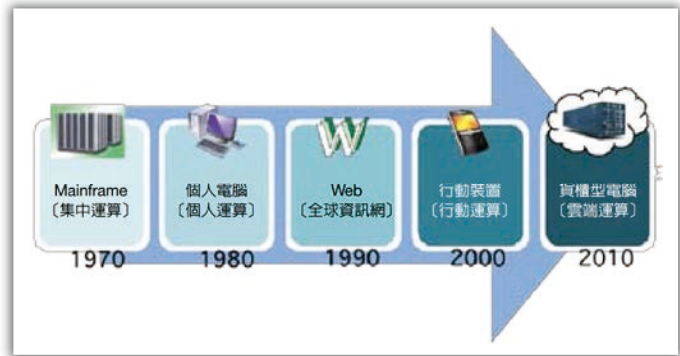 Mainframe
〔集中運算〕
1970
個人電腦
〔個人運算〕
1980
W
Web
〔全球資訊網〕
1990
行動裝置
〔行動運算〕
2000
貨櫃型電腦
〔雲端運算〕
2010